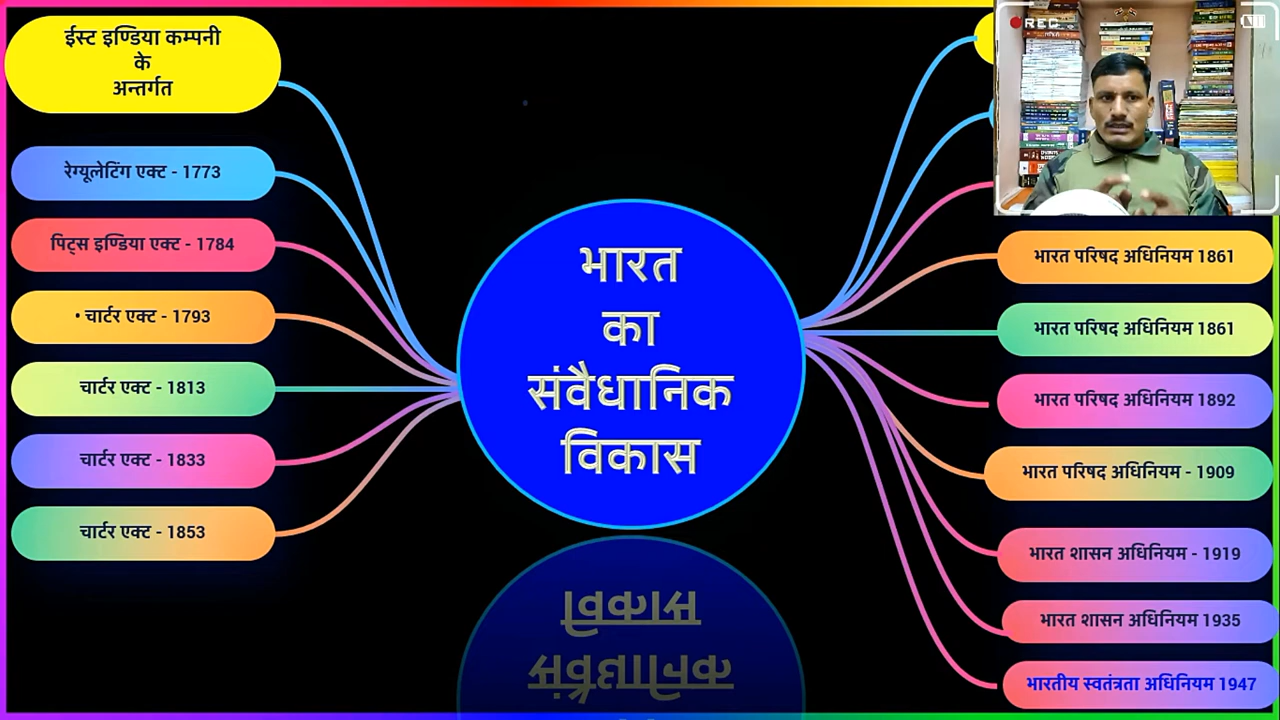 ईस्ट इण्डिया कम्पनी
के
अन्तर्गत
रेग्यूलेटिंग एक्ट - 1773
पिट्स इण्डिया एक्ट - 1784
• चार्टर एक्ट - 1793
चार्टर एक्ट - 1813
चार्टर एक्ट - 1833
चार्टर एक्ट - 1853
भारत
का
संवैधानिक
विकास
REC
भारत परिषद अधिनियम 1861
भारत परिषद अधिनियम 1861
भारत परिषद अधिनियम 1892
भारत परिषद अधिनियम - 1909
भारत शासन अधिनियम - 1919
भारत शासन अधिनियम 1935
भारतीय स्वतंत्रता अधिनियम 1947